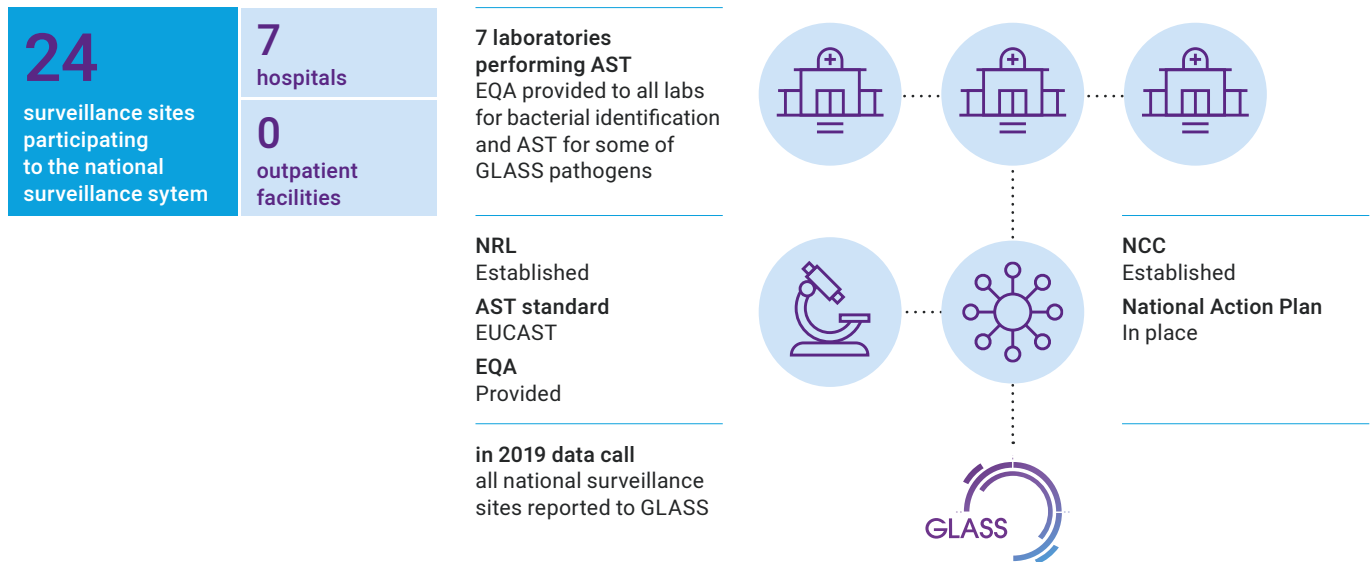 24
surveillance sites
participating
to the national
surveillance sytem
7
hospitals
0
outpatient
facilities
7 laboratories
performing AST
EQA provided to all labs
for bacterial identification
and AST for some of
GLASS pathogens
NRL
Established
AST standard
EUCAST
EQA
Provided
NCC
Established
National Action Plan
In place
in 2019 data call
all national surveillance
sites reported to GLASS
GLASS